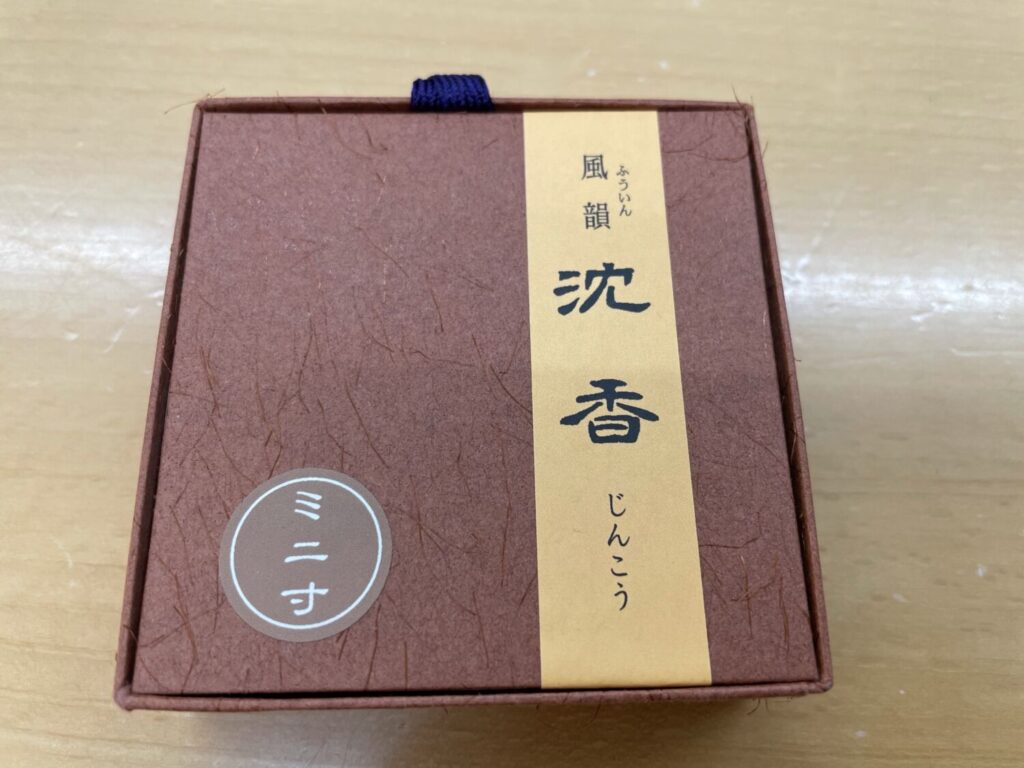 風韻
ふういん
沈香
じんこう
ミニ寸